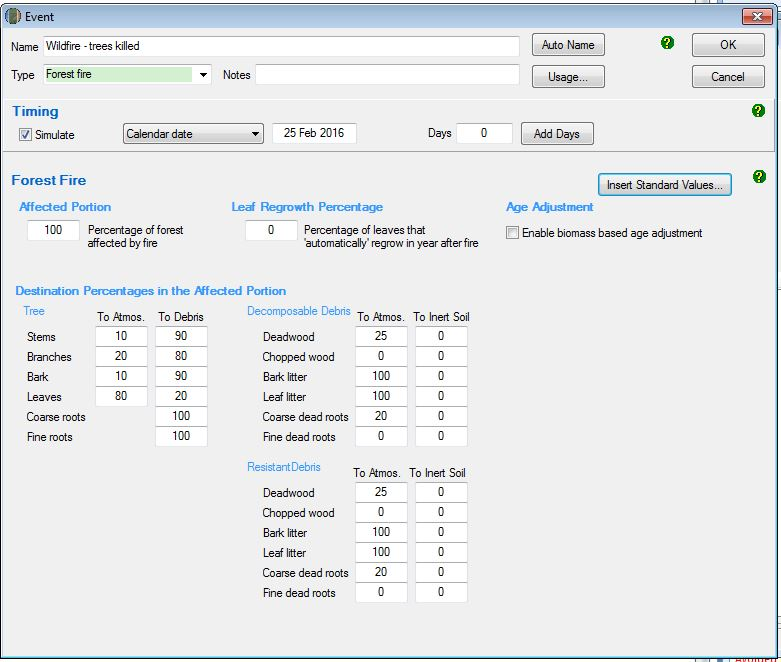 Event
Name Wildfire - trees killed Auto Name ? OK
Type Forest fire Notes Usage... Cancel
Timing ?
Simulate Calendar date 25 Feb 2016 Days 0 Add Days
Forest Fire Insert Standard Values... ?
Affected Portion Leaf Regrowth Percentage Age Adjustment
100 Percentage of forest 0 Percentage of leaves that Enable biomass based age adjustment
affected by fire 'automatically' regrow in year after fire
Destination Percentages in the Affected Portion
Tree To Atmos. To Debris Decomposable Debris To Atmos. To Inert Soil
Stems 10 90 Deadwood 25 0
Branches 20 80 Chopped wood 0 0
Bark 10 90 Bark litter 100 0
Leaves 80 20 Leaf litter 100 0
Coarse roots 100 Coarse dead roots 20 0
Fine roots 100 Fine dead roots 0 0
ResistantDebris To Atmos. To Inert Soil
Deadwood 25 0
Chopped wood 0 0
Bark litter 100 0
Leaf litter 100 0
Coarse dead roots 20 0
Fine dead roots 0 0